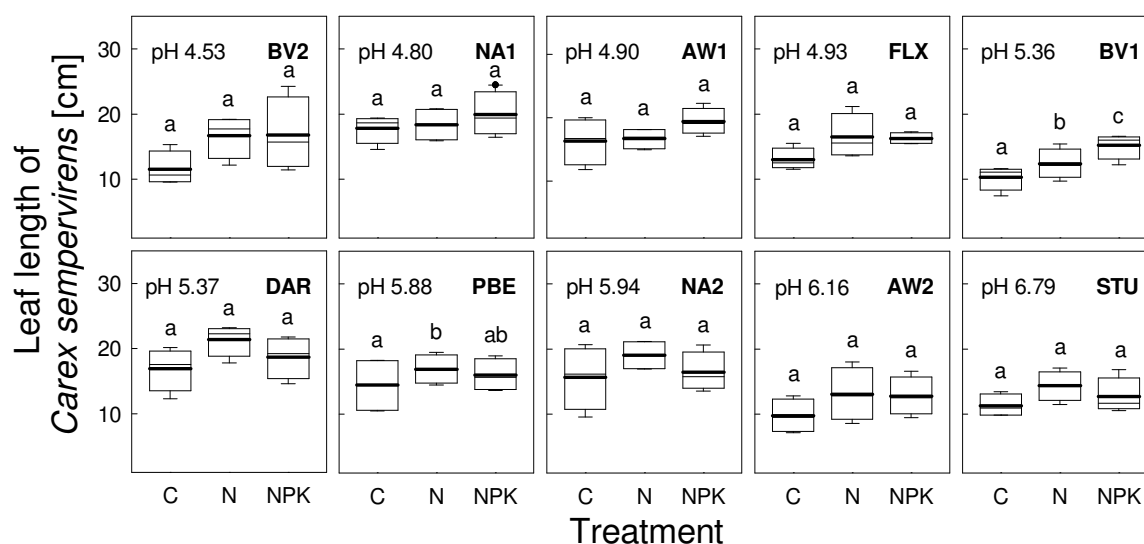 Leaf length of
Carex sempervirens [cm]
30
20
10
pH 4.53 BV2
a a a
pH 4.80 NA1
a a a
pH 4.90 AW1
a a a
pH 4.93 FLX
a a a
pH 5.36 BV1
a b c
30
20
10
pH 5.37 DAR
a a a
pH 5.88 PBE
a b ab
pH 5.94 NA2
a a a
pH 6.16 AW2
a a a
pH 6.79 STU
a a a
C N NPK C N NPK C N NPK C N NPK C N NPK
Treatment